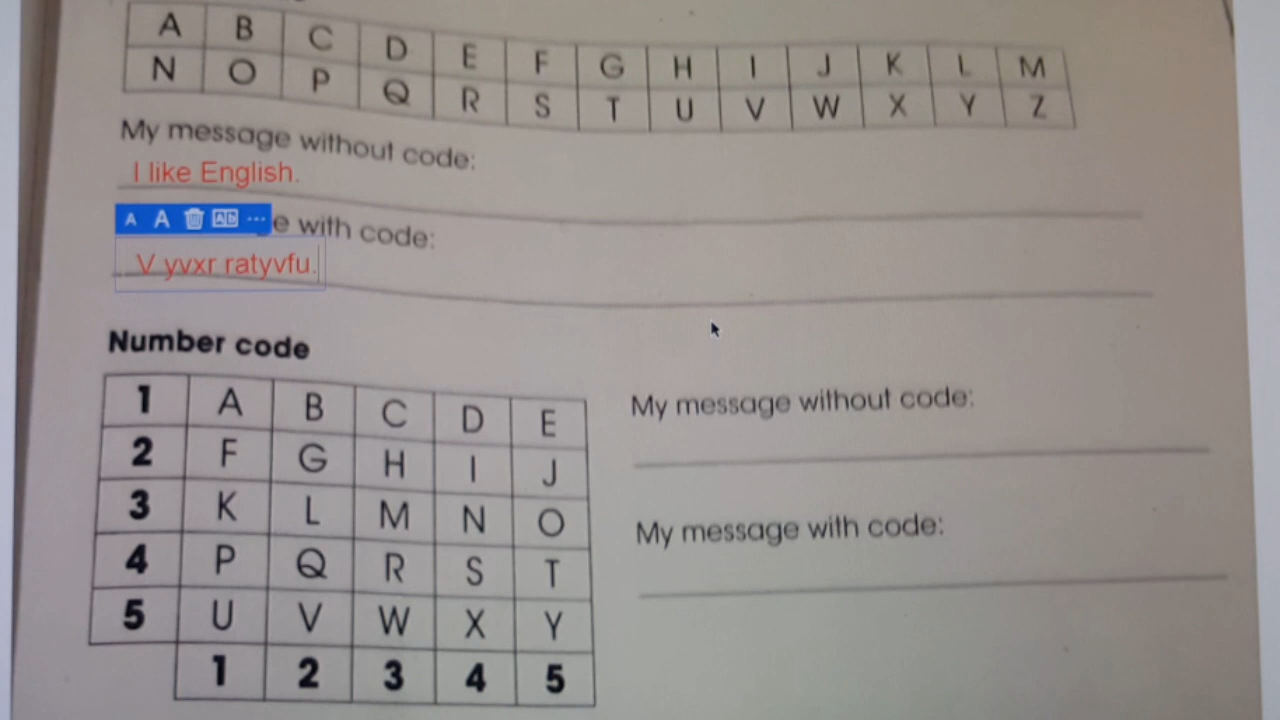 A B C D E F G H I J K L M
N O P Q R S T U V W X Y Z
My message without code:
I like English.
e with code:
V yvxr ratyvfu.
Number code
1 A B C D E
2 F G H I J
3 K L M N O
4 P Q R S T
5 U V W X Y
1 2 3 4 5
My message without code:
My message with code: